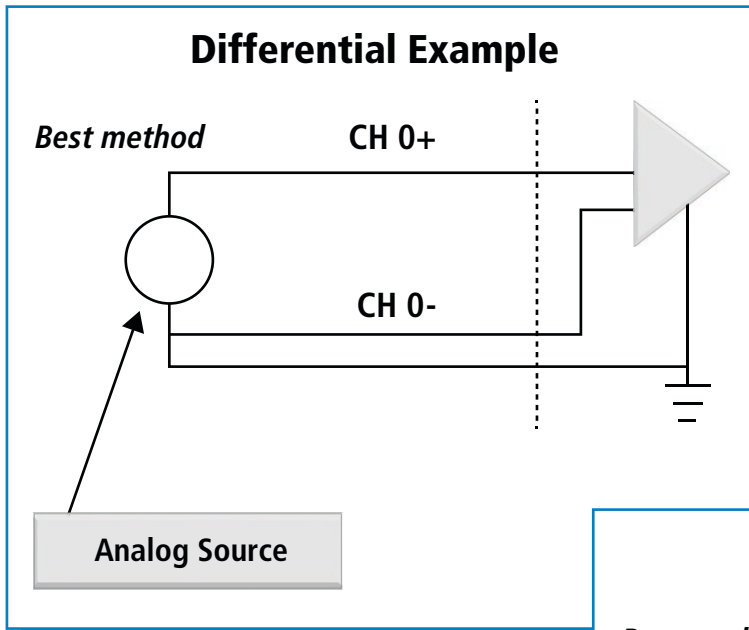 Differential Example
Best method
CH 0+
CH 0-
Analog Source